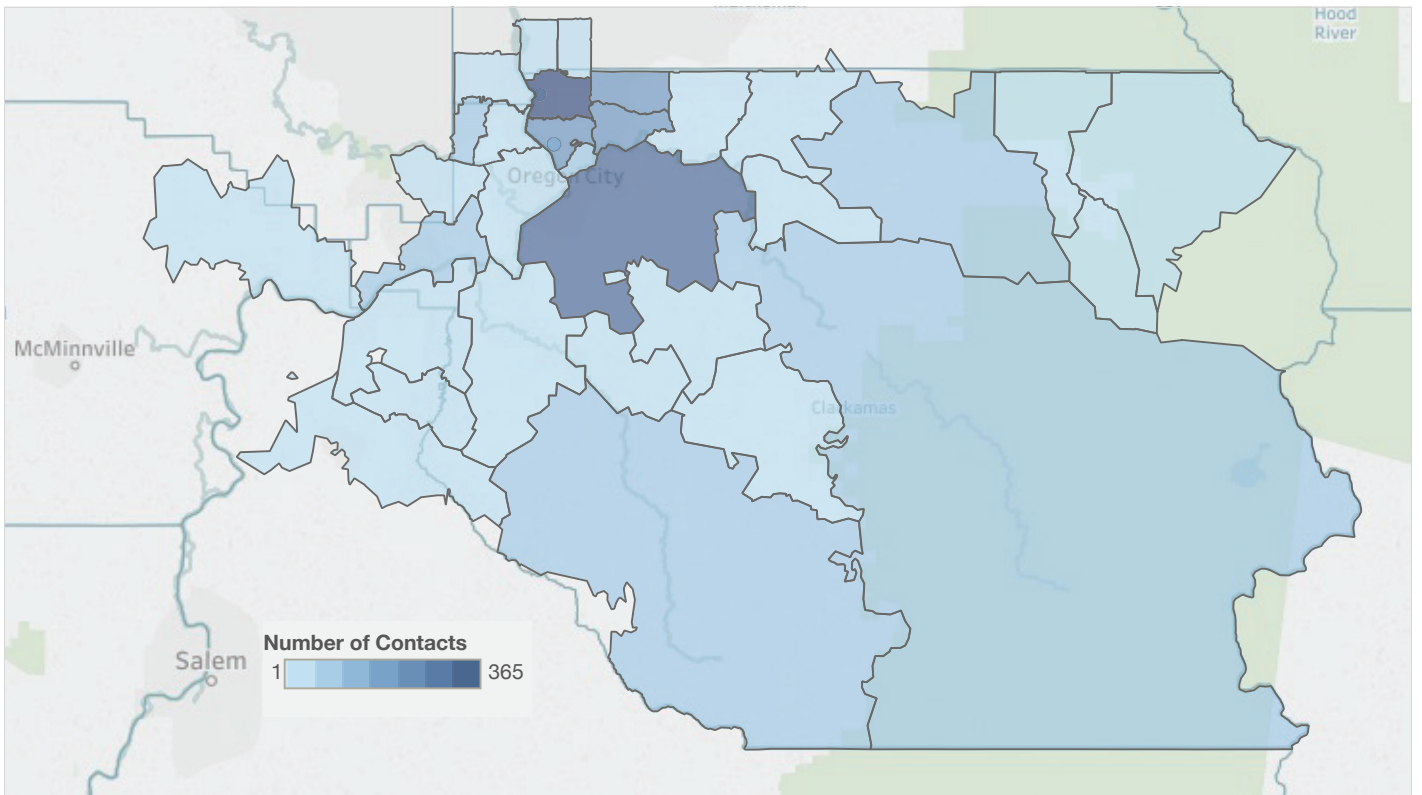 Hood
River
Oregon City
McMinnville
Clackamas
Salem
Number of Contacts
1 365